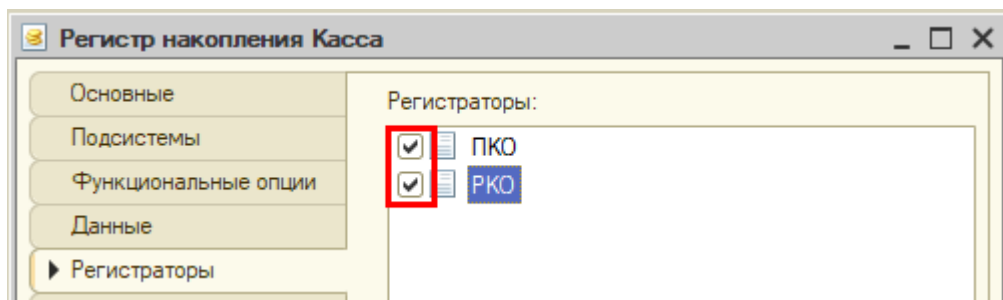 Регистр накопления Касса
Основные
Подсистемы
Функциональные опции
Данные
Регистраторы
Регистраторы:
ПКО
РКО